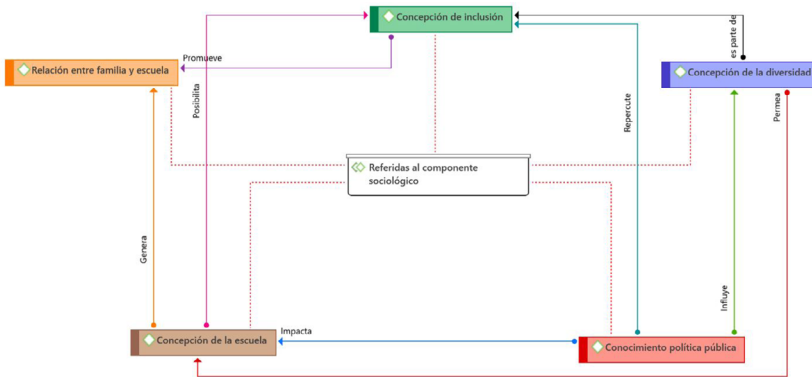 Concepción de inclusión
es parte de
Promueve
Relación entre familia y escuela
Concepción de la diversidad
Posibilita
Repercute
Permea
Referidas al componente
sociológico
Genera
Influye
Impacta
Concepción de la escuela
Conocimiento política pública